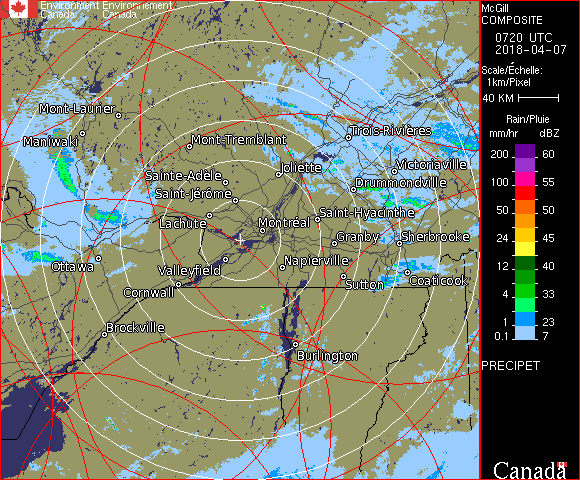 Environment Environnement
Canada Canada
McGill
COMPOSITE
0720 UTC
2018-04-07
Scale/Échelle:
1km/Pixel
40 KM
Rain/Pluie
mm/hr dBZ
200 60
100 55
50 50
24 45
12 40
4 33
1 23
0.1 7
PRECIPET
Canada
Mont-Laurier
Maniwaki
Mont-Tremblant
Trois-Rivières
Joliette
Victoriaville
Sainte-Adèle
Drummondville
Saint-Jérôme
Lachute
Saint-Hyacinthe
Montréal
Granby
Sherbrooke
Ottawa
Valleyfield
Napierville
Sutton
Coaticook
Cornwall
Brockville
Burlington